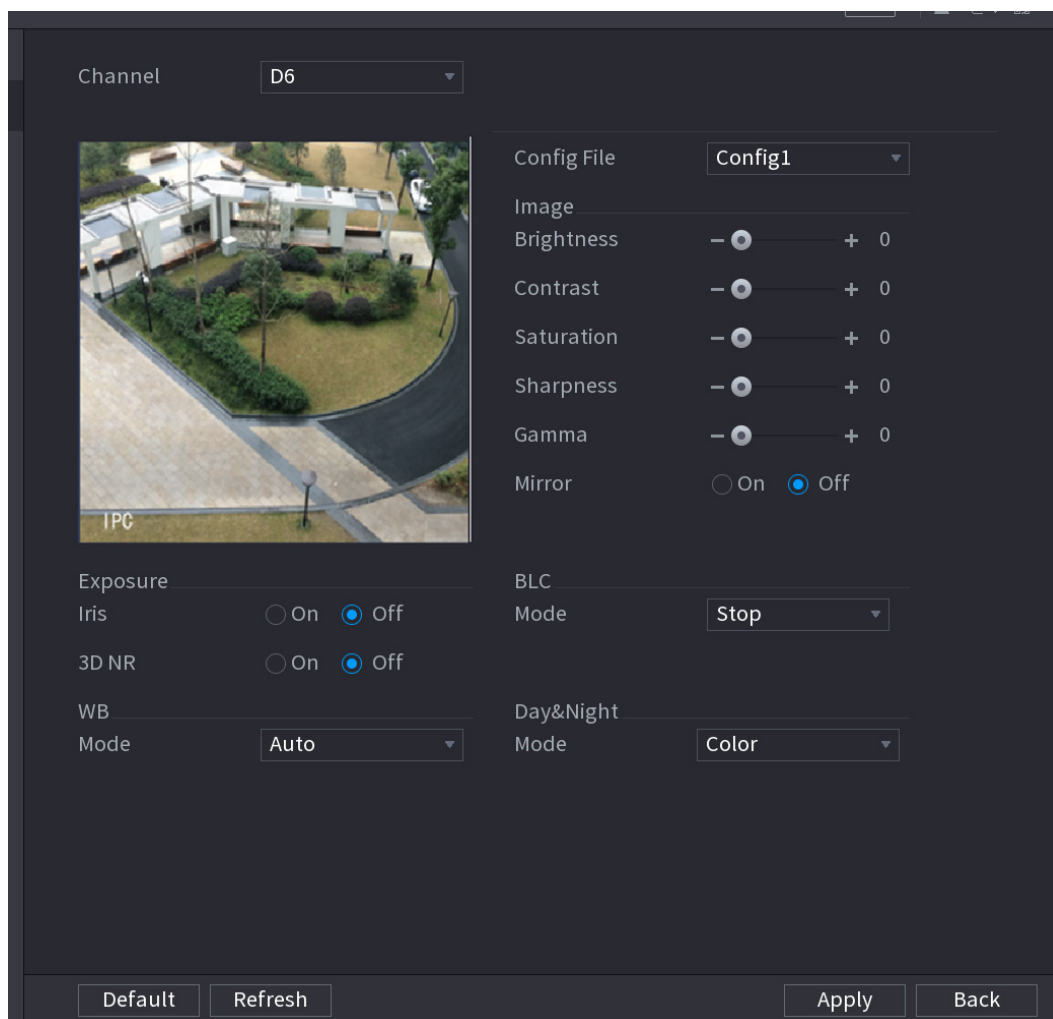 Channel D6
Config File Config1
Image
Brightness 0
Contrast 0
Saturation 0
Sharpness 0
Gamma 0
Mirror On Off
IPC
Exposure
Iris On Off
3D NR On Off
BLC
Mode Stop
WB
Mode Auto
Day&Night
Mode Color
Default Refresh Apply Back